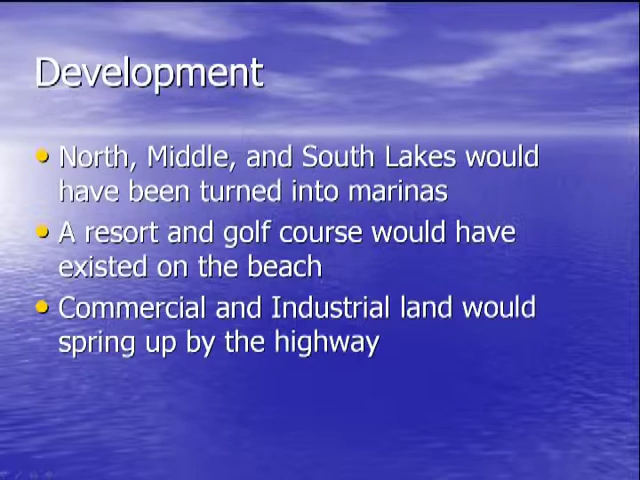 Development
• North, Middle, and South Lakes would
have been turned into marinas
• A resort and golf course would have
existed on the beach
• Commercial and Industrial land would
spring up by the highway